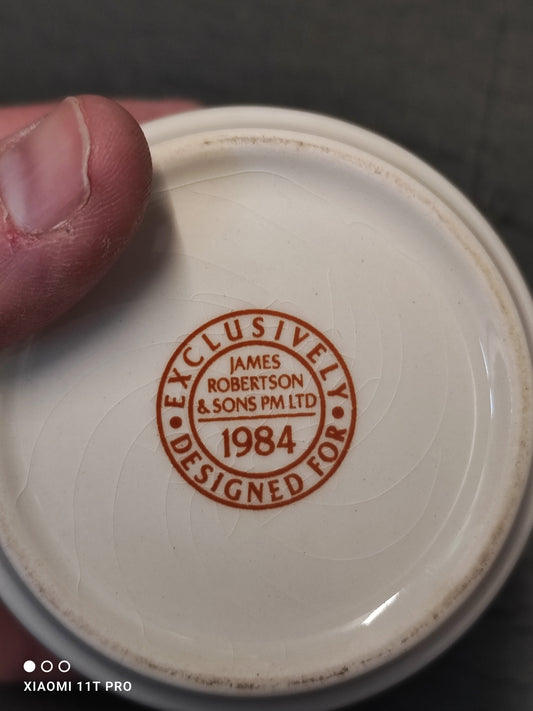 EXCLUSIVELY
JAMES
ROBERTSON
& SONS PM LTD
1984
• DESIGNED FOR •
XIAOMI 11T PRO